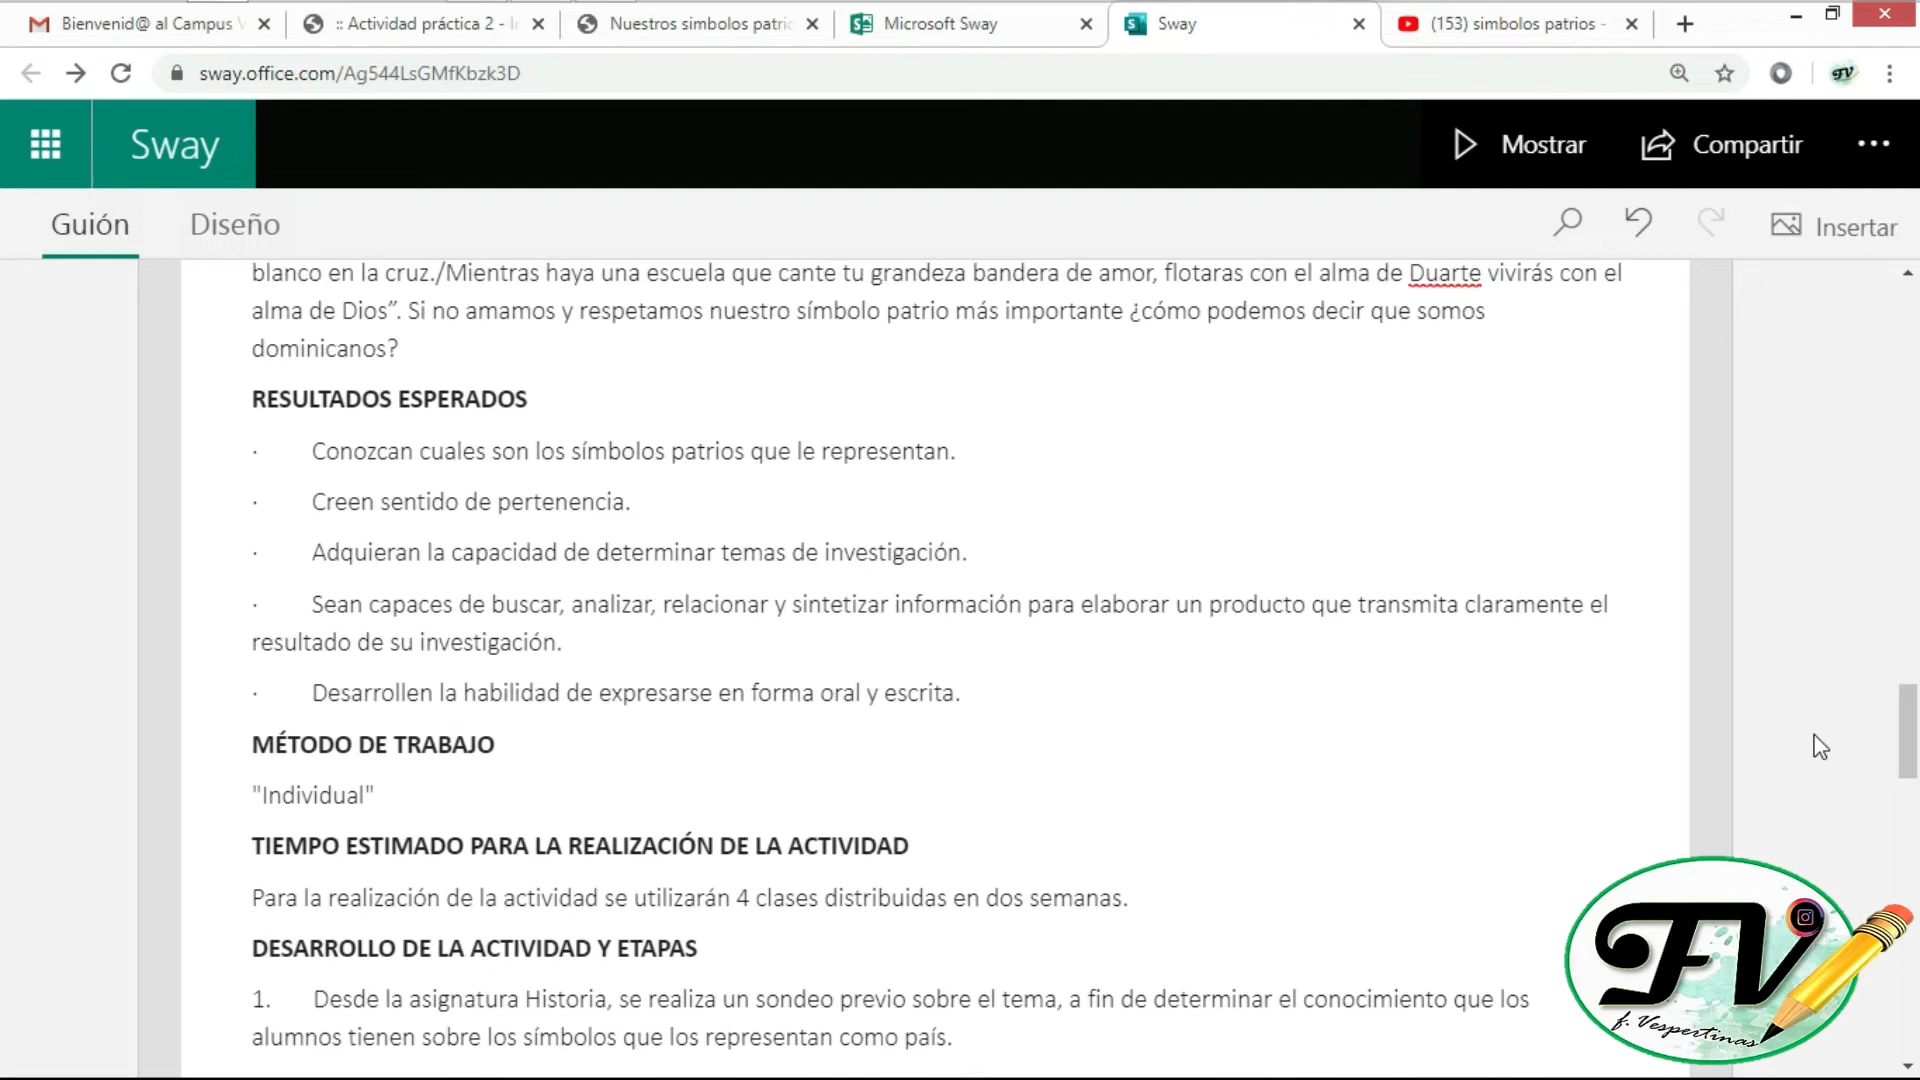 Bienvenid@ al Campus V
:: Actividad práctica 2 - I
Nuestros simbolos patrio
Microsoft Sway
Sway
(153) simbolos patrios -
sway.office.com/Ag544LsGMfKbzk3D
Sway
Mostrar
Compartir
Guión
Diseño
Insertar
blanco en la cruz./Mientras haya una escuela que cante tu grandeza bandera de amor, flotaras con el alma de Duarte vivirás con el
alma de Dios”. Si no amamos y respetamos nuestro símbolo patrio más importante ¿cómo podemos decir que somos
dominicanos?
RESULTADOS ESPERADOS
· Conozcan cuales son los símbolos patrios que le representan.
· Creen sentido de pertenencia.
· Adquieran la capacidad de determinar temas de investigación.
· Sean capaces de buscar, analizar, relacionar y sintetizar información para elaborar un producto que transmita claramente el
resultado de su investigación.
· Desarrollen la habilidad de expresarse en forma oral y escrita.
MÉTODO DE TRABAJO
"Individual"
TIEMPO ESTIMADO PARA LA REALIZACIÓN DE LA ACTIVIDAD
Para la realización de la actividad se utilizarán 4 clases distribuidas en dos semanas.
DESARROLLO DE LA ACTIVIDAD Y ETAPAS
1. Desde la asignatura Historia, se realiza un sondeo previo sobre el tema, a fin de determinar el conocimiento que los
alumnos tienen sobre los símbolos que los representan como país.
FV
f. Vespertinas